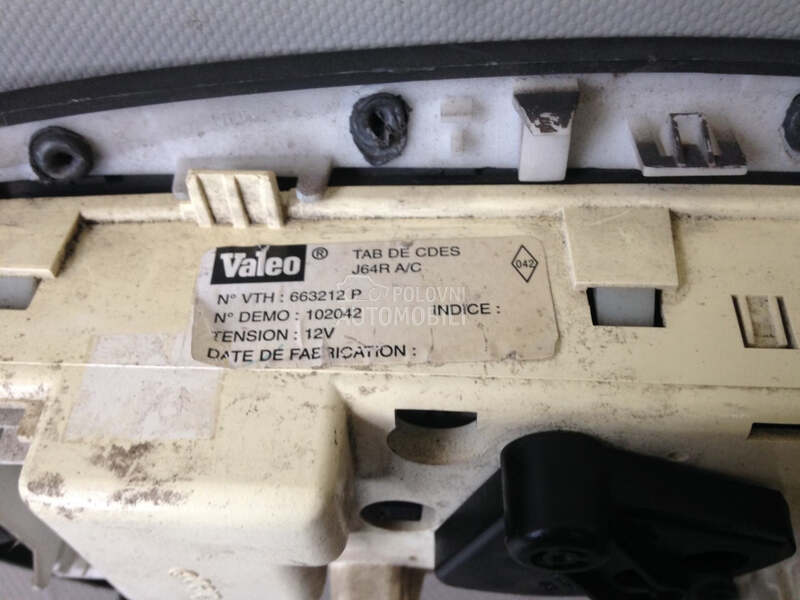 Valeo ® TAB DE CDES
J64R A/C
042
N° VTH : 663212 P
N° DEMO : 102042 INDICE :
TENSION : 12V
DATE DE FABRICATION :
POLOVNI
AUTOMOBILI